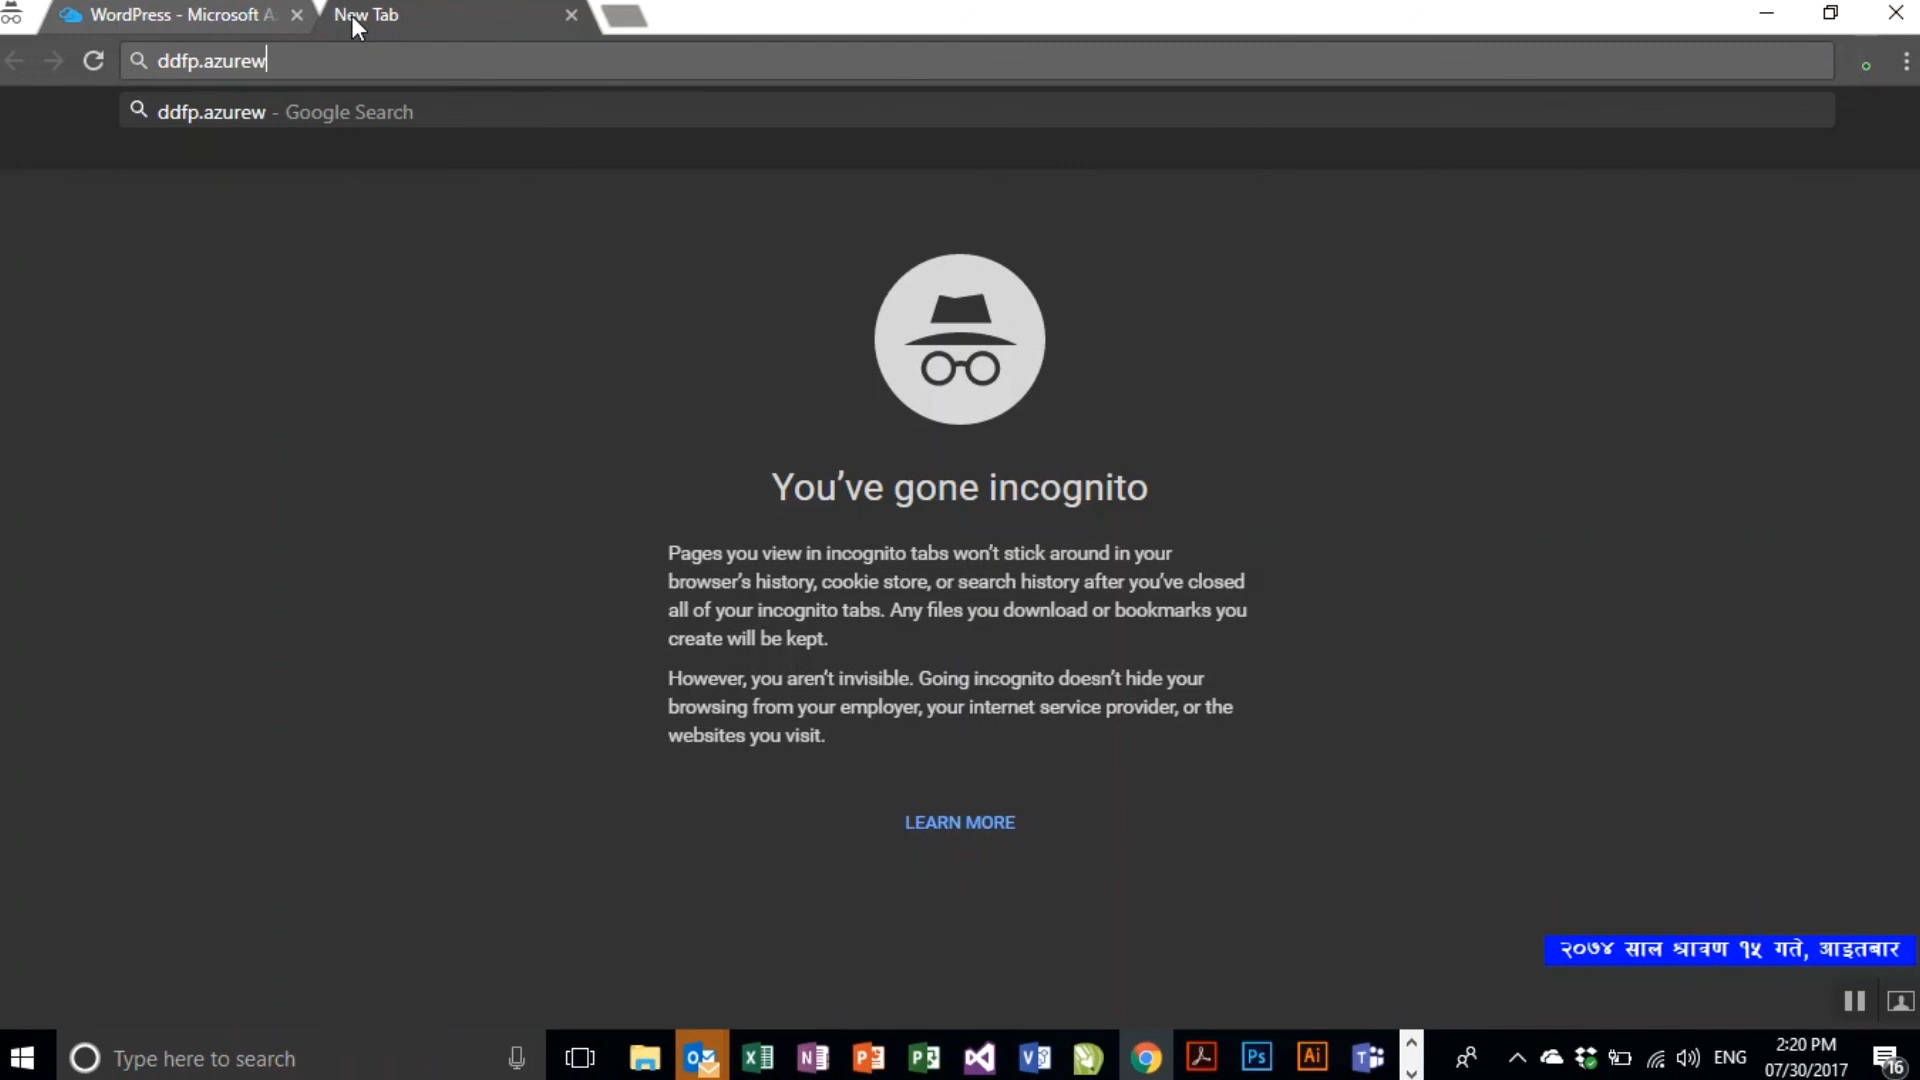 WordPress - Microsoft A
New Tab
ddfp.azurew
ddfp.azurew - Google Search
You've gone incognito
Pages you view in incognito tabs won't stick around in your
browser's history, cookie store, or search history after you've closed
all of your incognito tabs. Any files you download or bookmarks you
create will be kept.
However, you aren't invisible. Going incognito doesn't hide your
browsing from your employer, your internet service provider, or the
websites you visit.
LEARN MORE
२०७४ साल श्रावण १५ गते, आइतबार
Type here to search
ENG
2:20 PM
07/30/2017
16